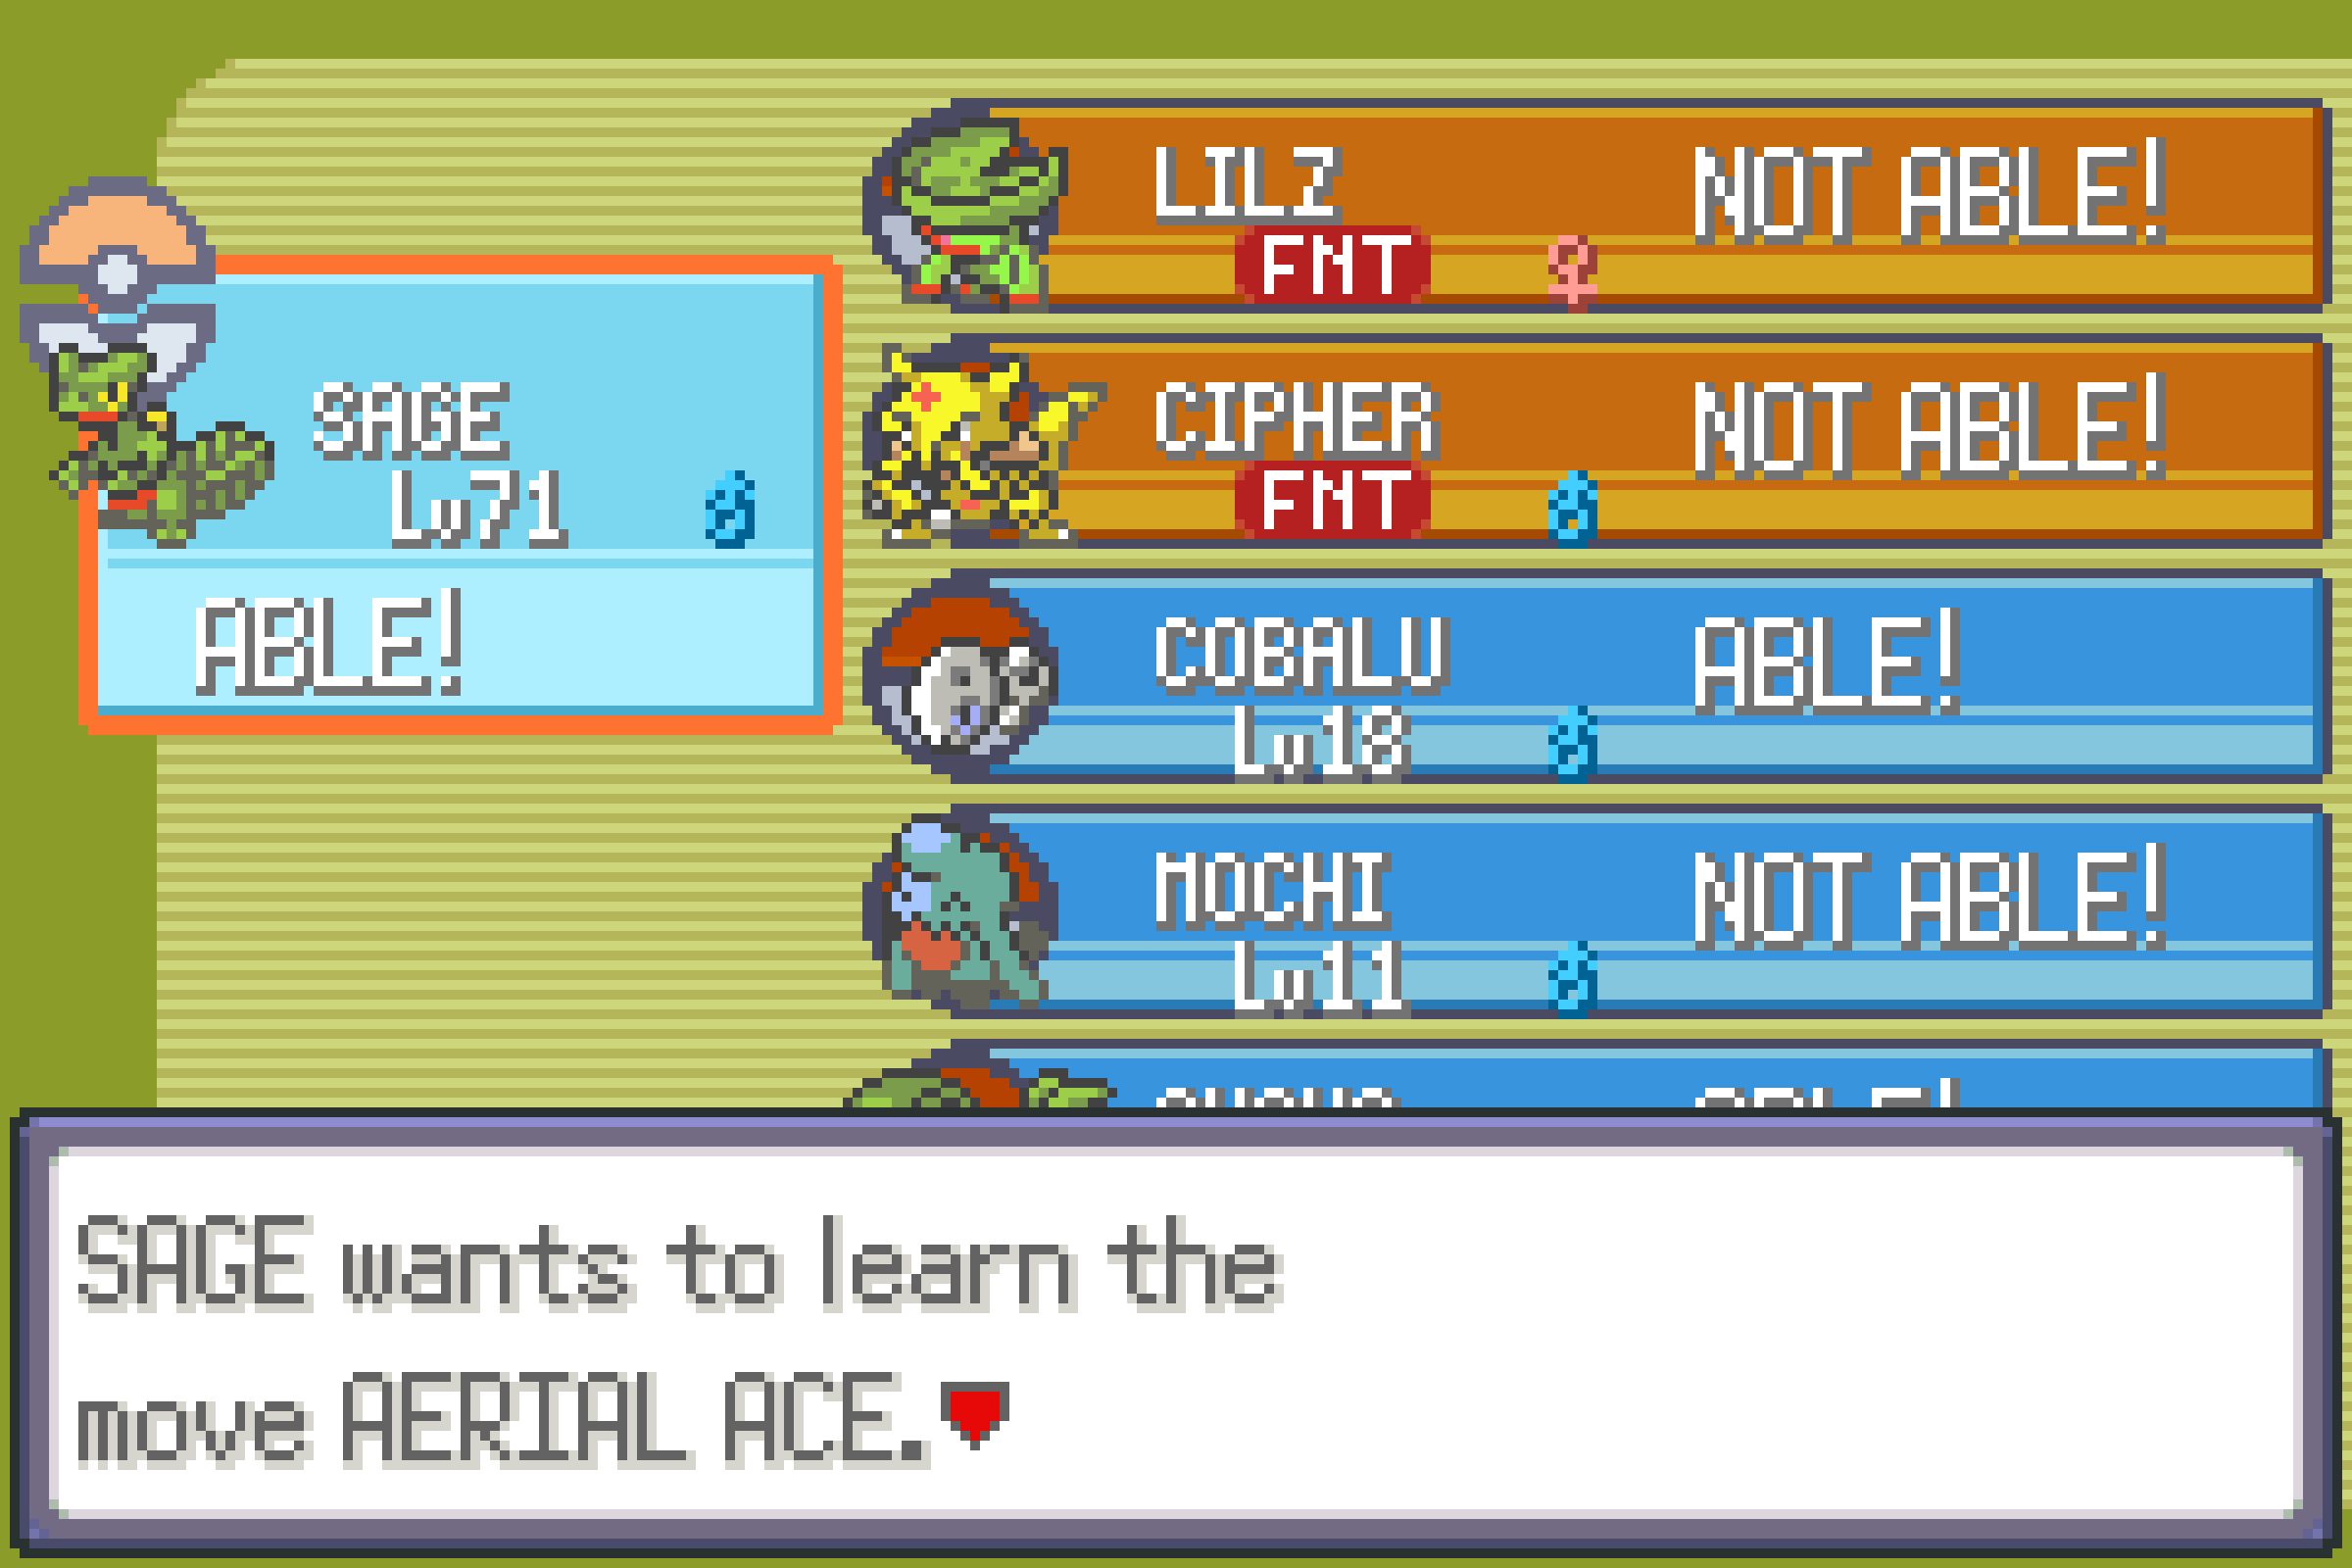 SAGE
Lv71 ♂
ABLE!
LILZ NOT ABLE!
FNT ♀
CIPHER NOT ABLE!
FNT ♂
COBALU ABLE!
Lv18 ♂
MOCHI NOT ABLE!
Lv11 ♂
ABLE!
SAGE wants to learn the
move AERIAL ACE.